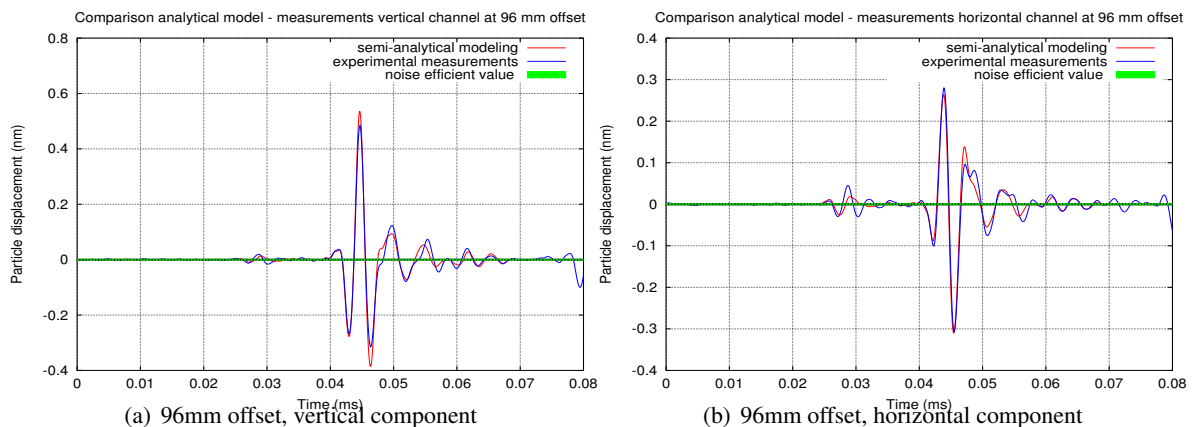 Comparison analytical model - measurements vertical channel at 96 mm offset
0.8
0.6
0.4
0.2
0
-0.2
-0.4
Particle displacement (nm)
semi-analytical modeling
experimental measurements
noise efficient value
0 0.01 0.02 0.03 0.04 0.05 0.06 0.07 0.08
Time (ms)
(a) 96mm offset, vertical component
Comparison analytical model - measurements horizontal channel at 96 mm offset
0.4
0.3
0.2
0.1
0
-0.1
-0.2
-0.3
-0.4
Particle displacement (nm)
semi-analytical modeling
experimental measurements
noise efficient value
0 0.01 0.02 0.03 0.04 0.05 0.06 0.07 0.08
Time (ms)
(b) 96mm offset, horizontal component